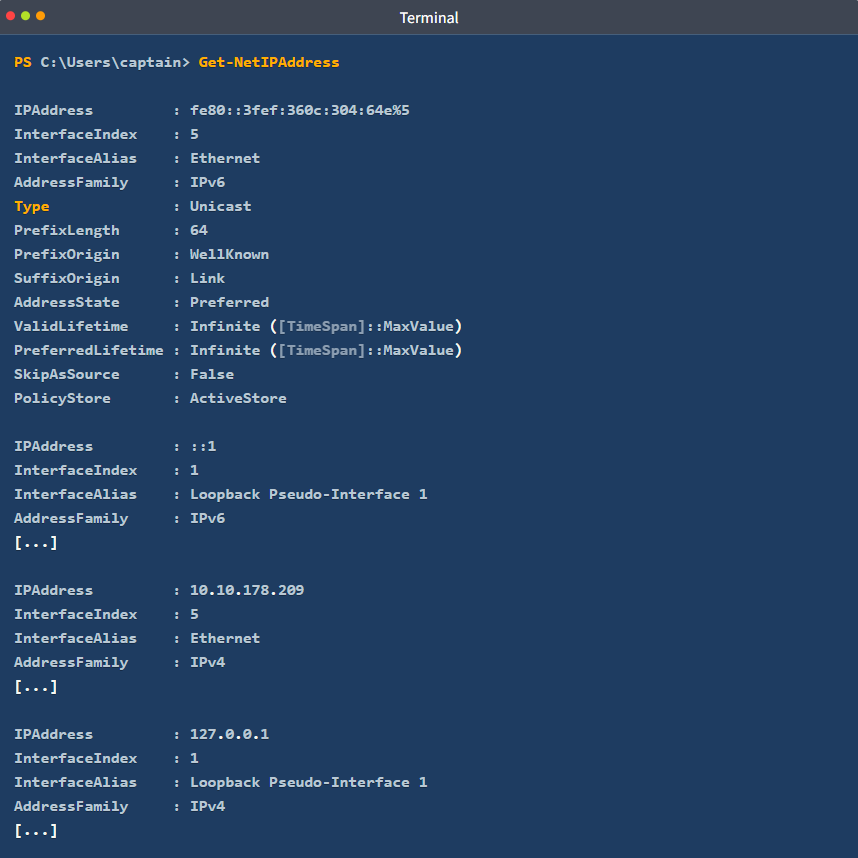 Terminal
PS C:\Users\captain> Get-NetIPAddress
IPAddress         : fe80::3fef:360c:304:64e%5
InterfaceIndex    : 5
InterfaceAlias    : Ethernet
AddressFamily     : IPv6
Type              : Unicast
PrefixLength      : 64
PrefixOrigin      : WellKnown
SuffixOrigin      : Link
AddressState      : Preferred
ValidLifetime     : Infinite ([TimeSpan]::MaxValue)
PreferredLifetime : Infinite ([TimeSpan]::MaxValue)
SkipAsSource      : False
PolicyStore       : ActiveStore
IPAddress         : ::1
InterfaceIndex    : 1
InterfaceAlias    : Loopback Pseudo-Interface 1
AddressFamily     : IPv6
[...]
IPAddress         : 10.10.178.209
InterfaceIndex    : 5
InterfaceAlias    : Ethernet
AddressFamily     : IPv4
[...]
IPAddress         : 127.0.0.1
InterfaceIndex    : 1
InterfaceAlias    : Loopback Pseudo-Interface 1
AddressFamily     : IPv4
[...]